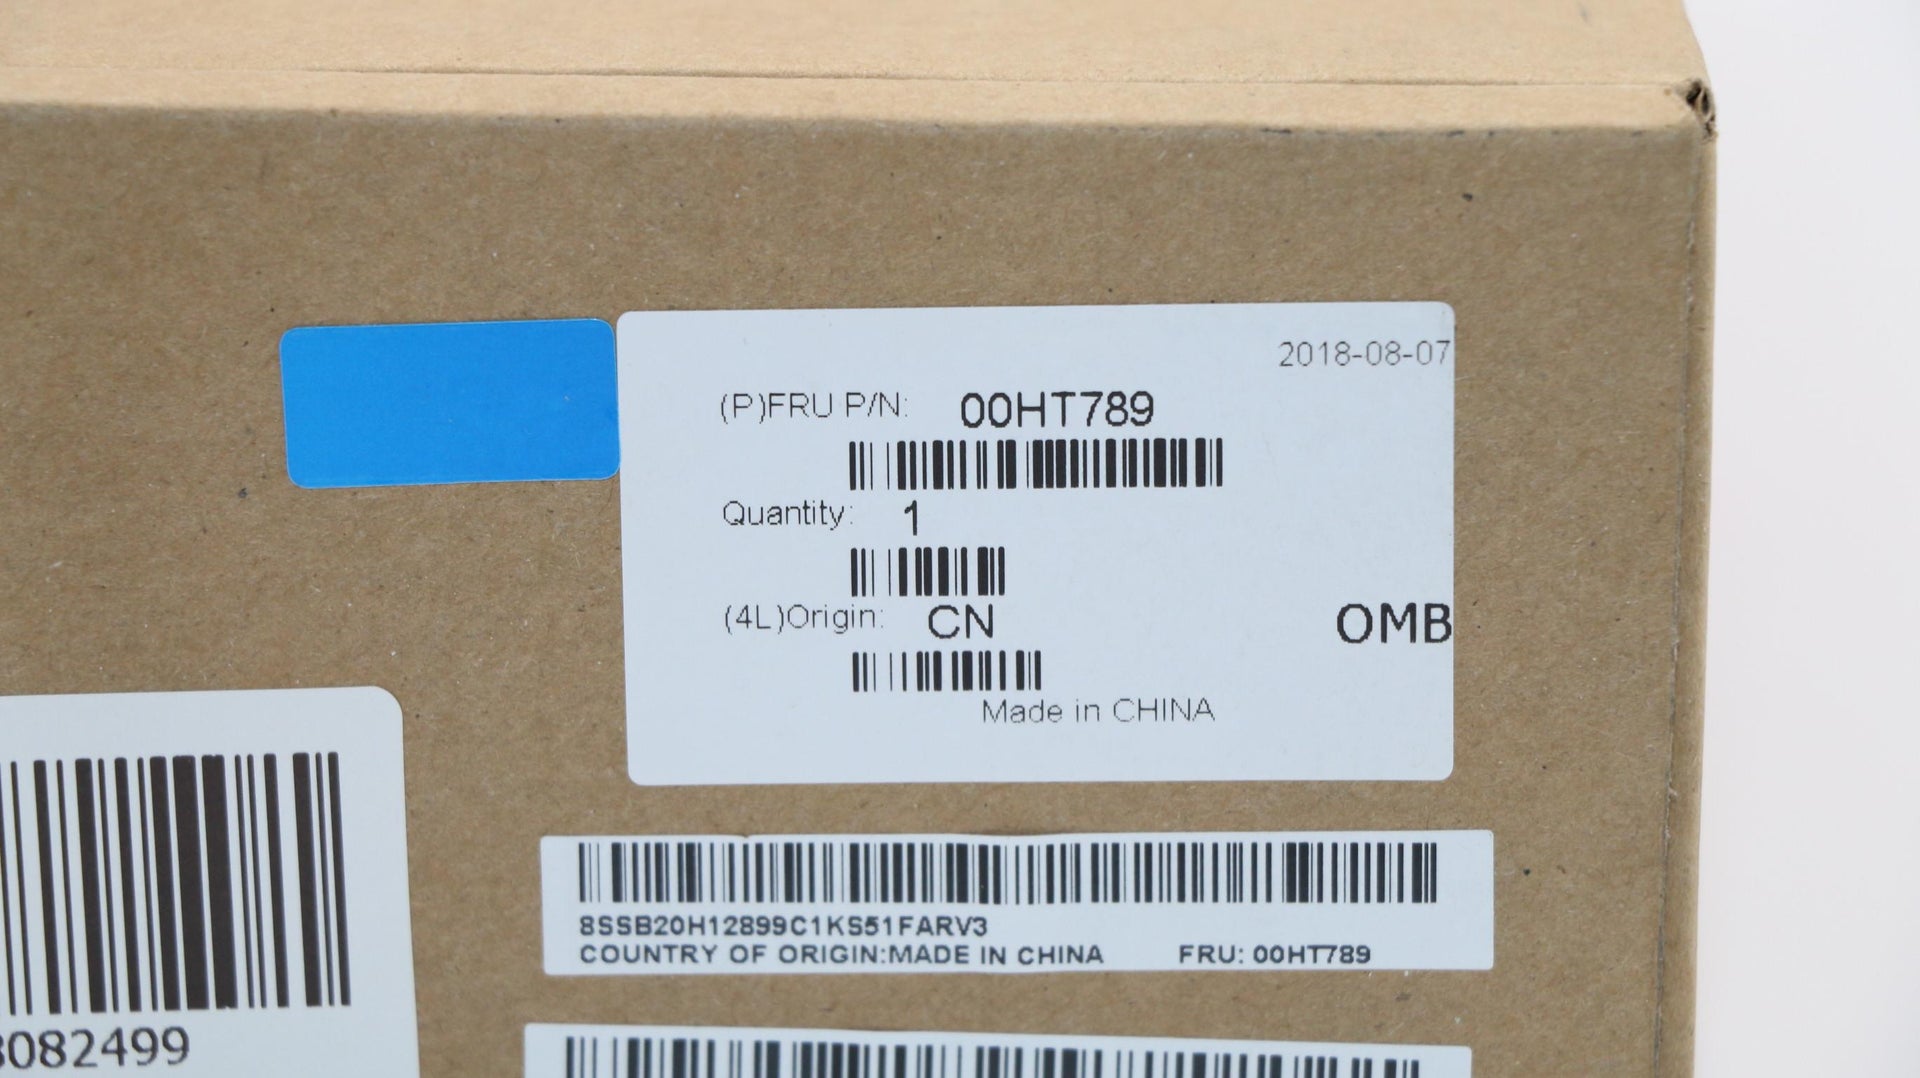 2018-08-07
(P)FRU P/N: 00HT789
Quantity: 1
(4L)Origin: CN
OMB
Made in CHINA
8SSB20H12899C1KS51FARV3
COUNTRY OF ORIGIN:MADE IN CHINA FRU: 00HT789
8082499